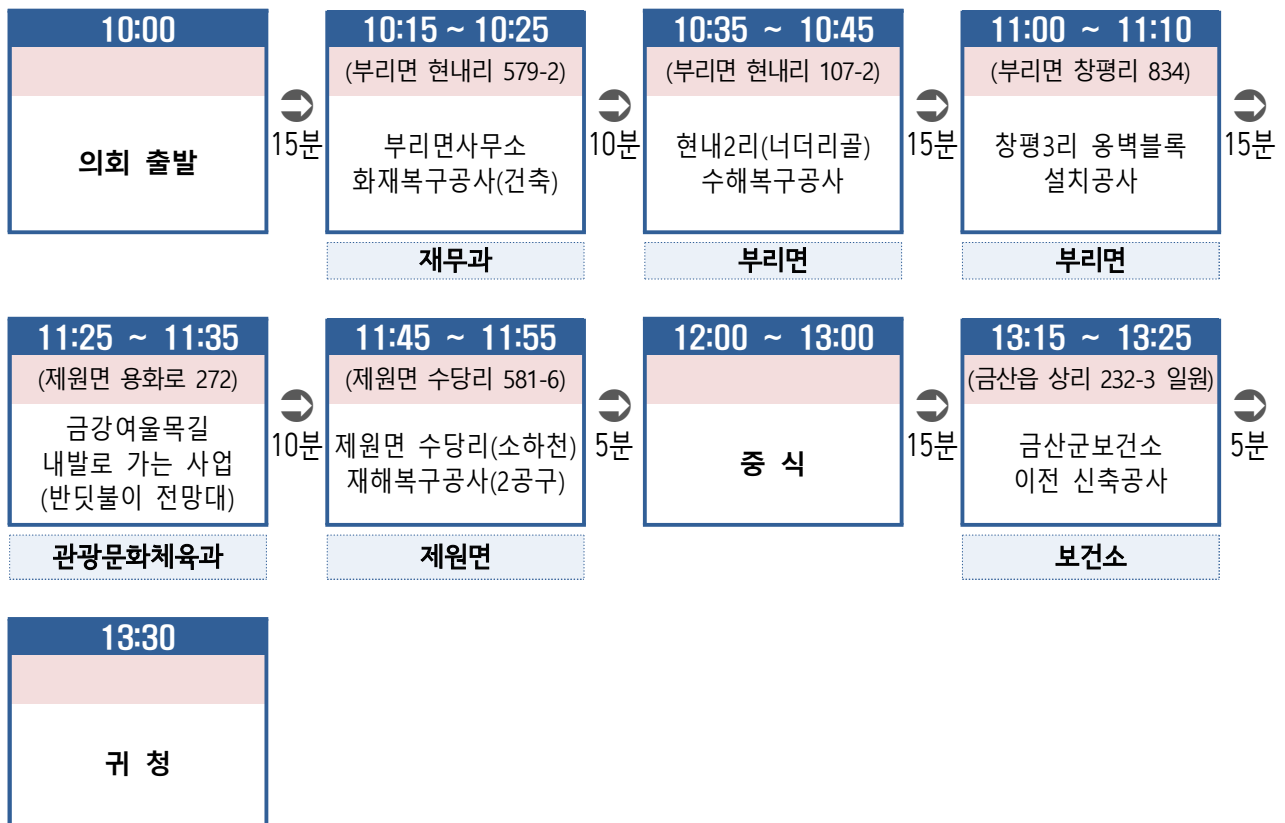 10:00
의회 출발
15분
10:15 ~ 10:25
(부리면 현내리 579-2)
부리면사무소
화재복구공사(건축)
재무과
10분
10:35 ~ 10:45
(부리면 현내리 107-2)
현내2리(너더리골)
수해복구공사
부리면
15분
11:00 ~ 11:10
(부리면 창평리 834)
창평3리 옹벽블록
설치공사
부리면
15분
11:25 ~ 11:35
(제원면 용화로 272)
금강여울목길
내발로 가는 사업
(반딧불이 전망대)
관광문화체육과
10분
11:45 ~ 11:55
(제원면 수당리 581-6)
제원면 수당리(소하천)
재해복구공사(2공구)
제원면
5분
12:00 ~ 13:00
중 식
15분
13:15 ~ 13:25
(금산읍 상리 232-3 일원)
금산군보건소
이전 신축공사
보건소
5분
13:30
귀 청